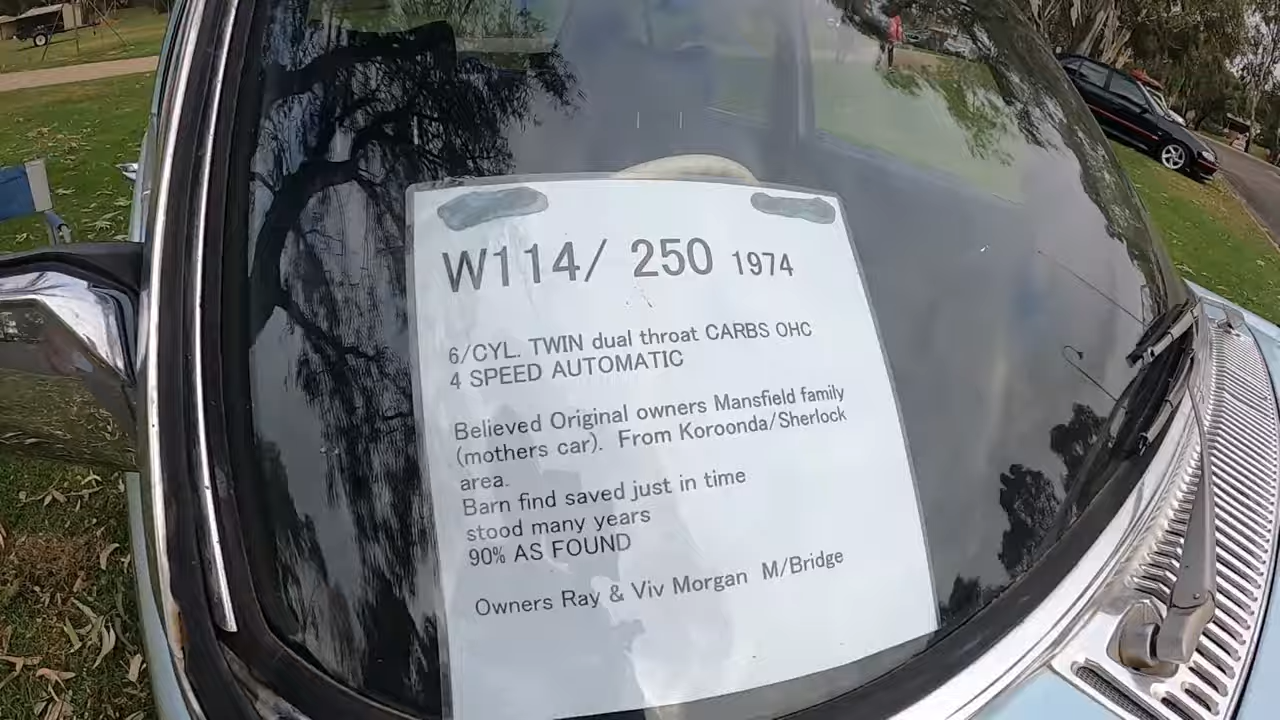 W114/ 250 1974
6/CYL. TWIN dual throat CARBS OHC
4 SPEED AUTOMATIC
Believed Original owners Mansfield family
(mothers car). From Koroonda/Sherlock
area.
Barn find saved just in time
stood many years
90% AS FOUND
Owners Ray & Viv Morgan M/Bridge